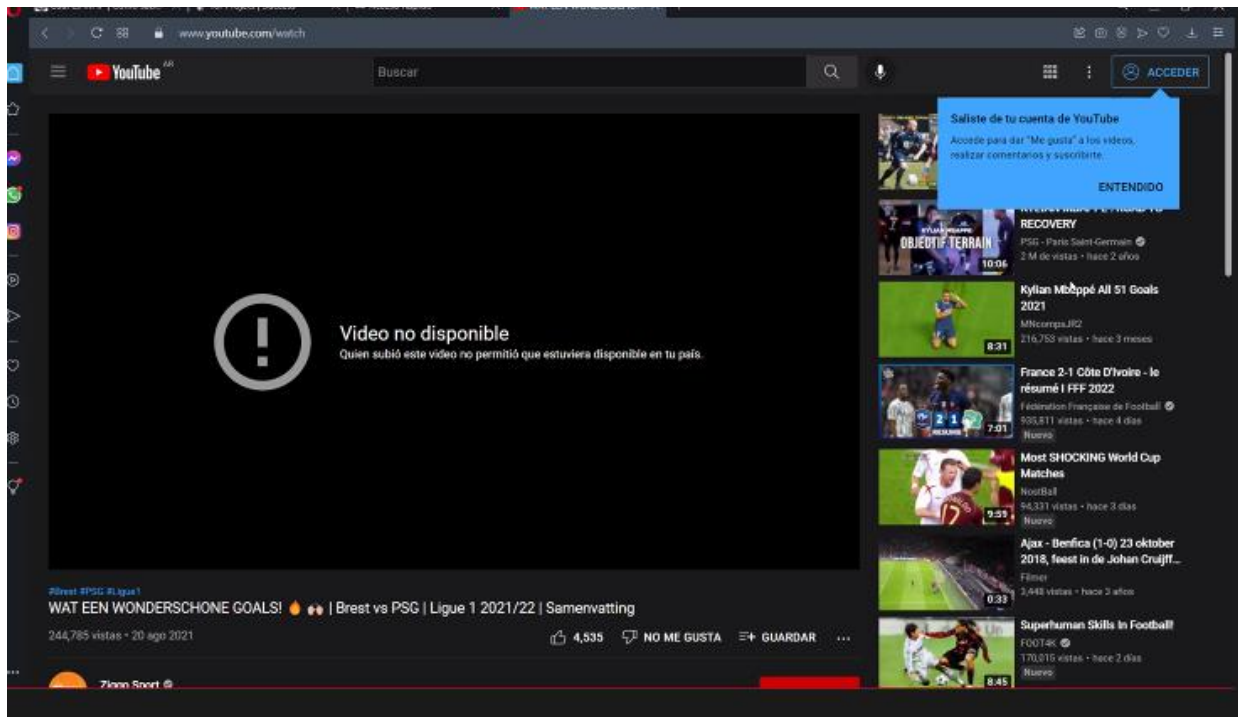 www.youtube.com/watch
YouTube AR
Buscar
ACCEDER
Saliste de tu cuenta de YouTube
Accede para dar "Me gusta" a los videos,
realizar comentarios y suscribirte.
ENTENDIDO
Video no disponible
Quien subió este video no permitió que estuviera disponible en tu país.
#Brest #PSG #Ligue1
WAT EEN WONDERSCHONE GOALS! 🔥 🙌 | Brest vs PSG | Ligue 1 2021/22 | Samenvatting
244,785 vistas • 20 ago 2021
4,535
NO ME GUSTA
GUARDAR
Ziggo Sport
KYLIAN MBAPPE
OBJECTIF TERRAIN
10:06
RECOVERY
PSG - Paris Saint-Germain
2 M de vistas • hace 2 años
8:31
Kylian Mbappé All 51 Goals
2021
MNcompsJR2
216,753 vistas • hace 3 meses
2 1
7:01
France 2-1 Côte D'Ivoire - le
résumé I FFF 2022
Fédération Française de Football
935,811 vistas • hace 4 días
Nuevo
17
9:59
Most SHOCKING World Cup
Matches
NostBall
94,331 vistas • hace 3 días
Nuevo
0:33
Ajax - Benfica (1-0) 23 oktober
2018, feest in de Johan Cruijff...
Filmer
3,448 vistas • hace 3 años
8:45
Superhuman Skills In Football!
FOOT4K
170,015 vistas • hace 2 días
Nuevo